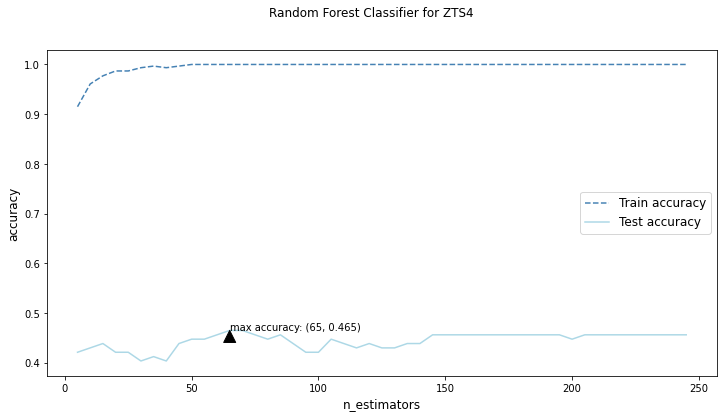 Random Forest Classifier for ZTS4
1.0
0.9
0.8
0.7
0.6
0.5
0.4
accuracy
Train accuracy
Test accuracy
max accuracy: (65, 0.465)
0 50 100 150 200 250
n_estimators